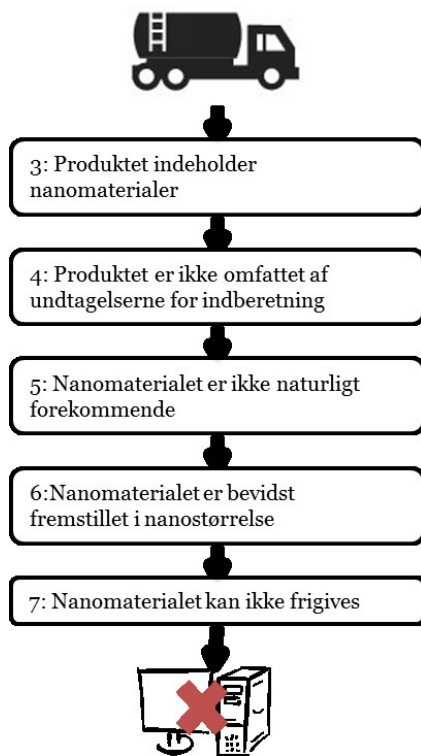 3: Produktet indeholder
nanomaterialer
4: Produktet er ikke omfattet af
undtagelserne for indberetning
5: Nanomaterialet er ikke naturligt
forekommende
6:Nanomaterialet er bevidst
fremstillet i nanostørrelse
7: Nanomaterialet kan ikke frigives